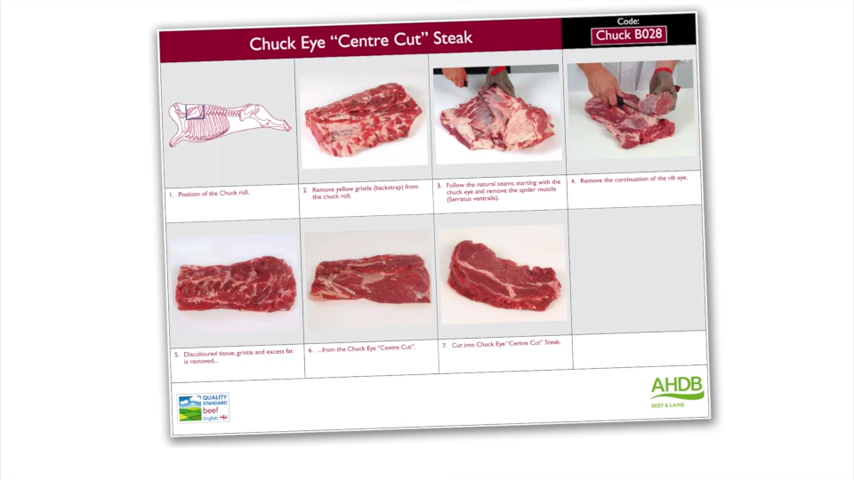 Chuck Eye “Centre Cut” Steak
Code:
Chuck B028
1. Position of the Chuck roll.
2. Remove yellow gristle (backstrap) from
the chuck roll.
3. Follow the natural seams, starting with the
chuck eye and remove the spider muscle
(Serratus ventralis).
4. Remove the continuation of the rib eye.
5. Discoloured tissue, gristle and excess fat
is removed...
6. ...from the Chuck Eye “Centre Cut”.
7. Cut into Chuck Eye “Centre Cut” Steak.
QUALITY
STANDARD
beef
English
AHDB
BEEF & LAMB